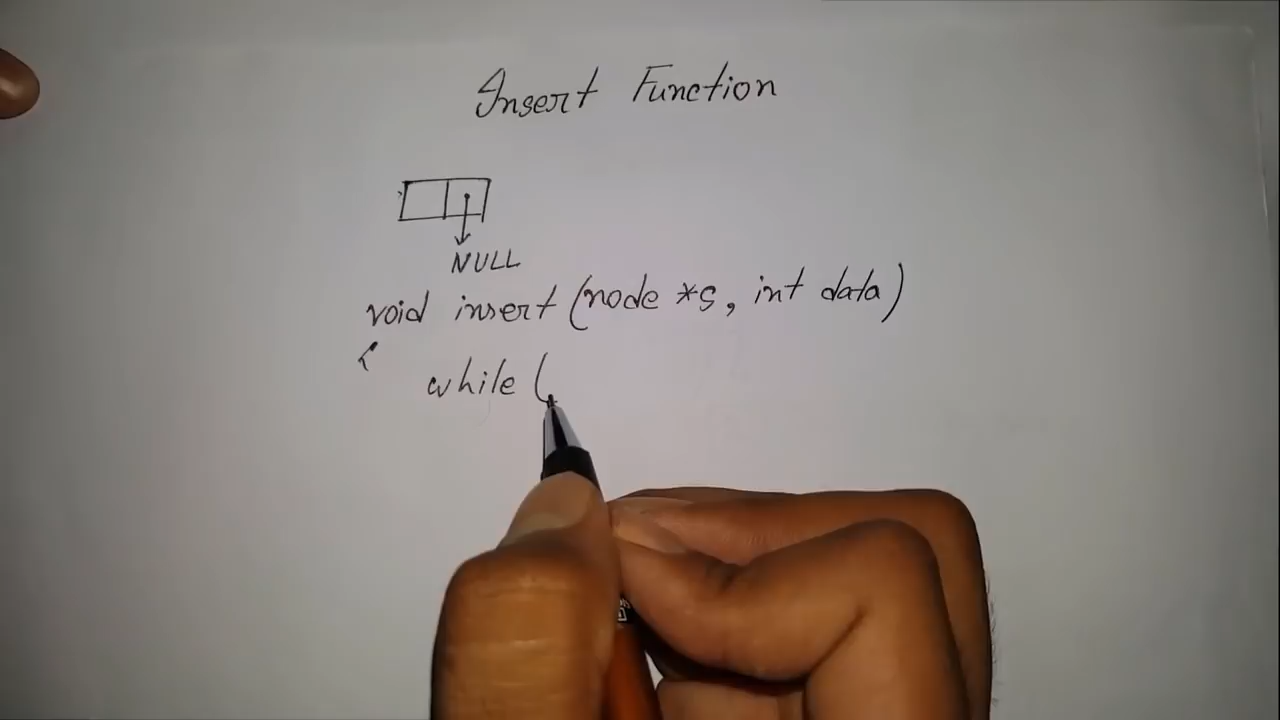 Insert Function
NULL
void insert (node *s, int data)
{
while (